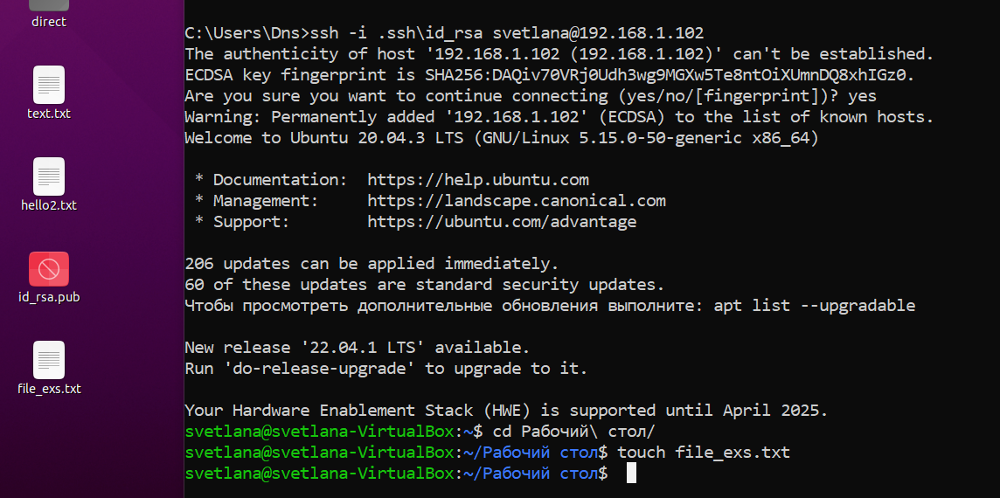 direct
text.txt
hello2.txt
id_rsa.pub
file_exs.txt
C:\Users\Dns>ssh -i .ssh\id_rsa svetlana@192.168.1.102
The authenticity of host '192.168.1.102 (192.168.1.102)' can't be established.
ECDSA key fingerprint is SHA256:DAQiv70VRj0Udh3wg9MGXw5Te8ntOiXUmnDQ8xhIGz0.
Are you sure you want to continue connecting (yes/no/[fingerprint])? yes
Warning: Permanently added '192.168.1.102' (ECDSA) to the list of known hosts.
Welcome to Ubuntu 20.04.3 LTS (GNU/Linux 5.15.0-50-generic x86_64)
* Documentation:  https://help.ubuntu.com
* Management:     https://landscape.canonical.com
* Support:        https://ubuntu.com/advantage
206 updates can be applied immediately.
60 of these updates are standard security updates.
Чтобы просмотреть дополнительные обновления выполните: apt list --upgradable
New release '22.04.1 LTS' available.
Run 'do-release-upgrade' to upgrade to it.
Your Hardware Enablement Stack (HWE) is supported until April 2025.
svetlana@svetlana-VirtualBox:~$ cd Рабочий\ стол/
svetlana@svetlana-VirtualBox:~/Рабочий стол$ touch file_exs.txt
svetlana@svetlana-VirtualBox:~/Рабочий стол$